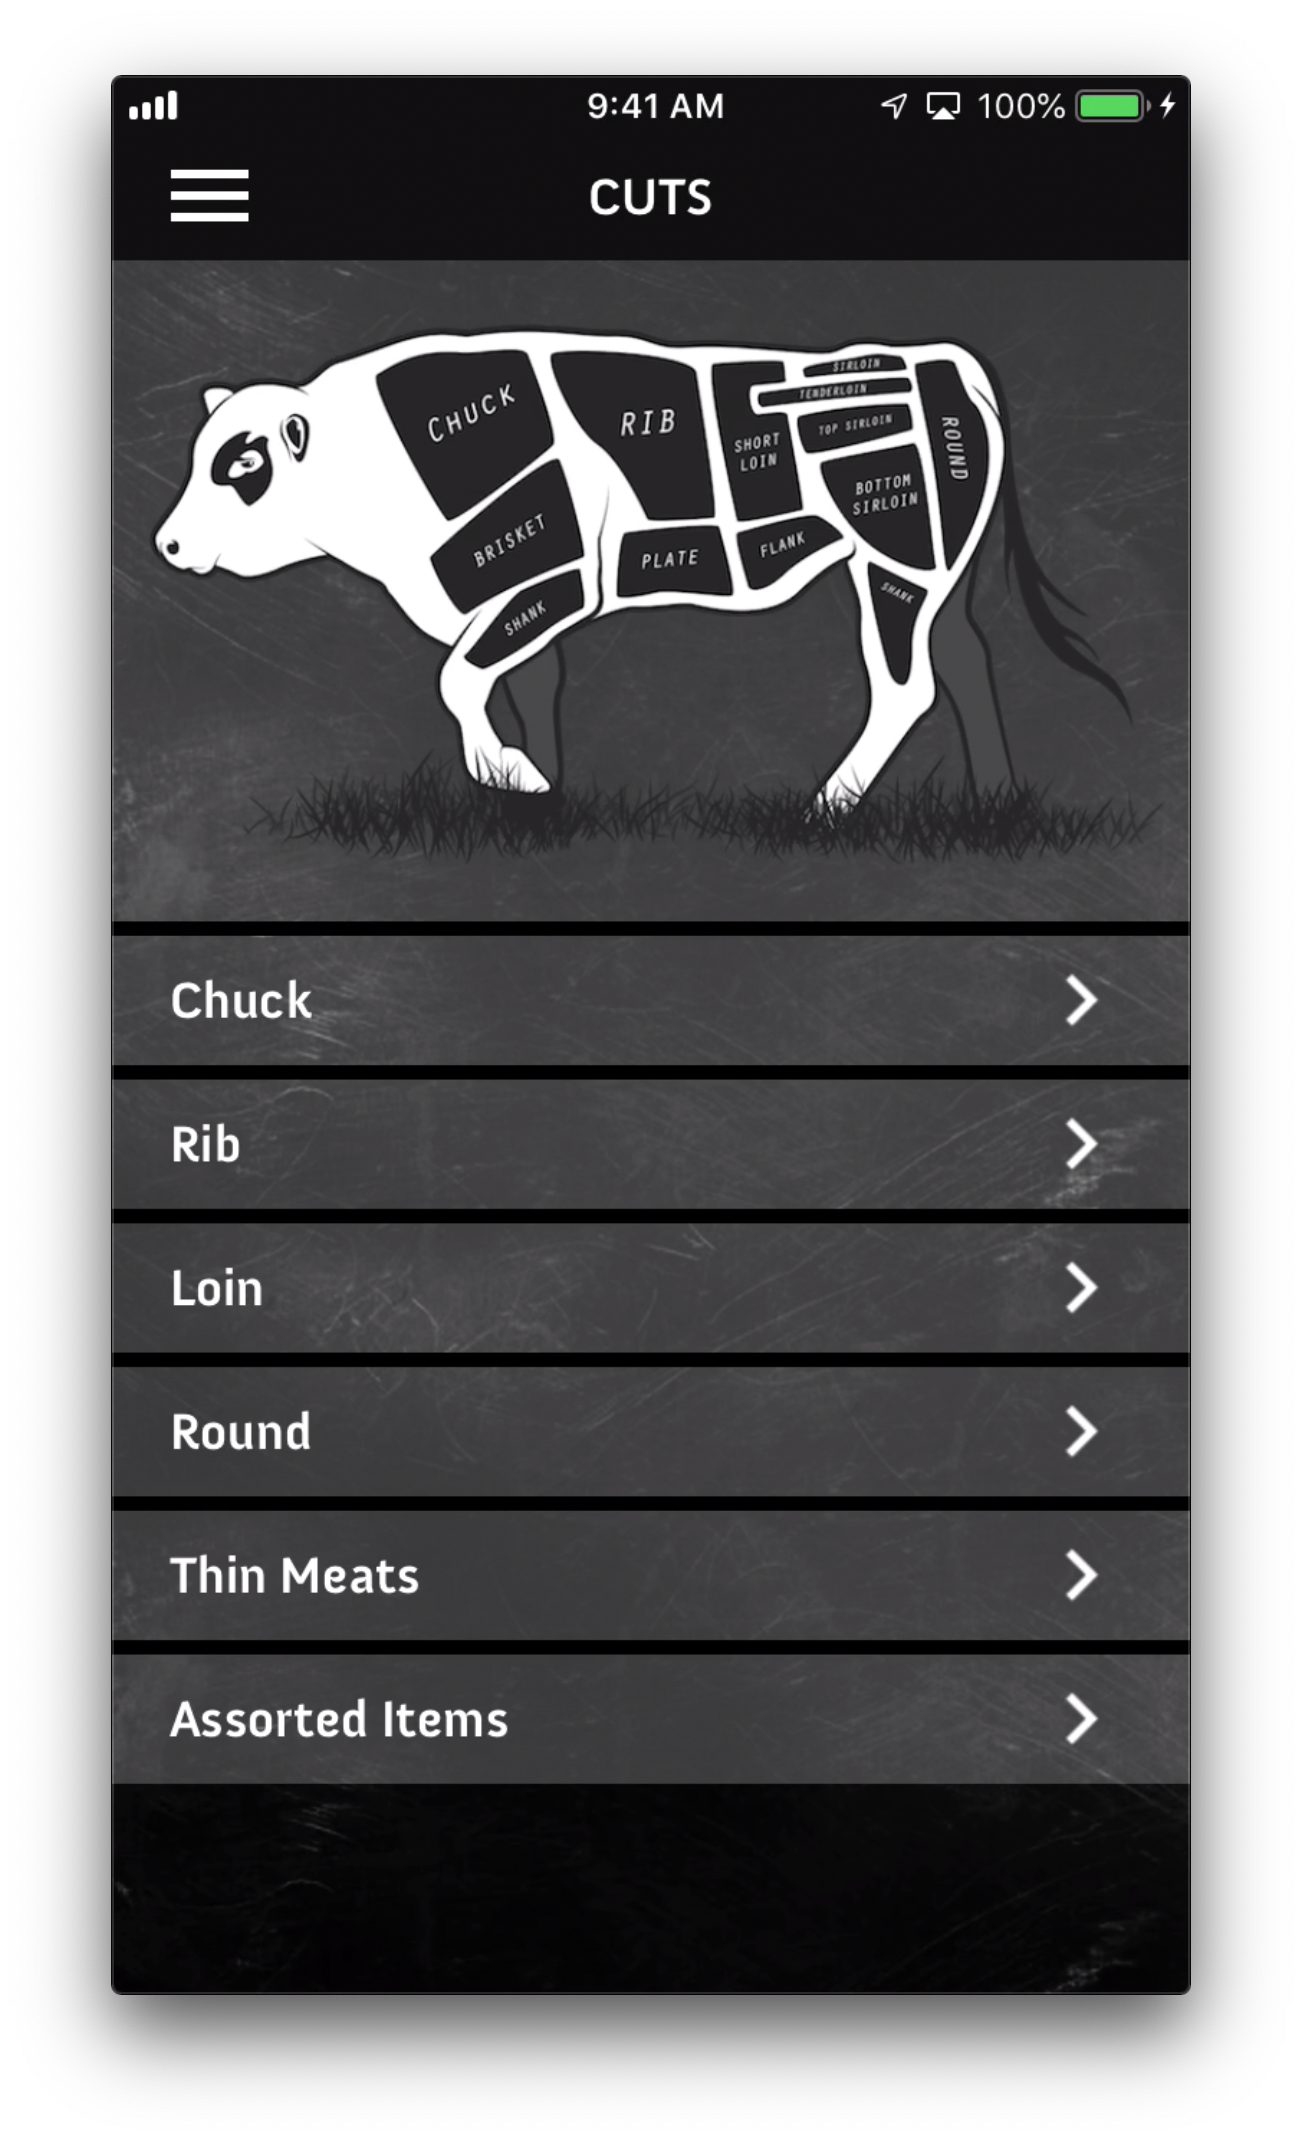 9:41 AM 100%
CUTS
CHUCK
RIB
SHORT
LOIN
SIRLOIN
TENDERLOIN
TOP SIRLOIN
BOTTOM
SIRLOIN
ROUND
BRISKET
PLATE
FLANK
SHANK
SHANK
Chuck
Rib
Loin
Round
Thin Meats
Assorted Items